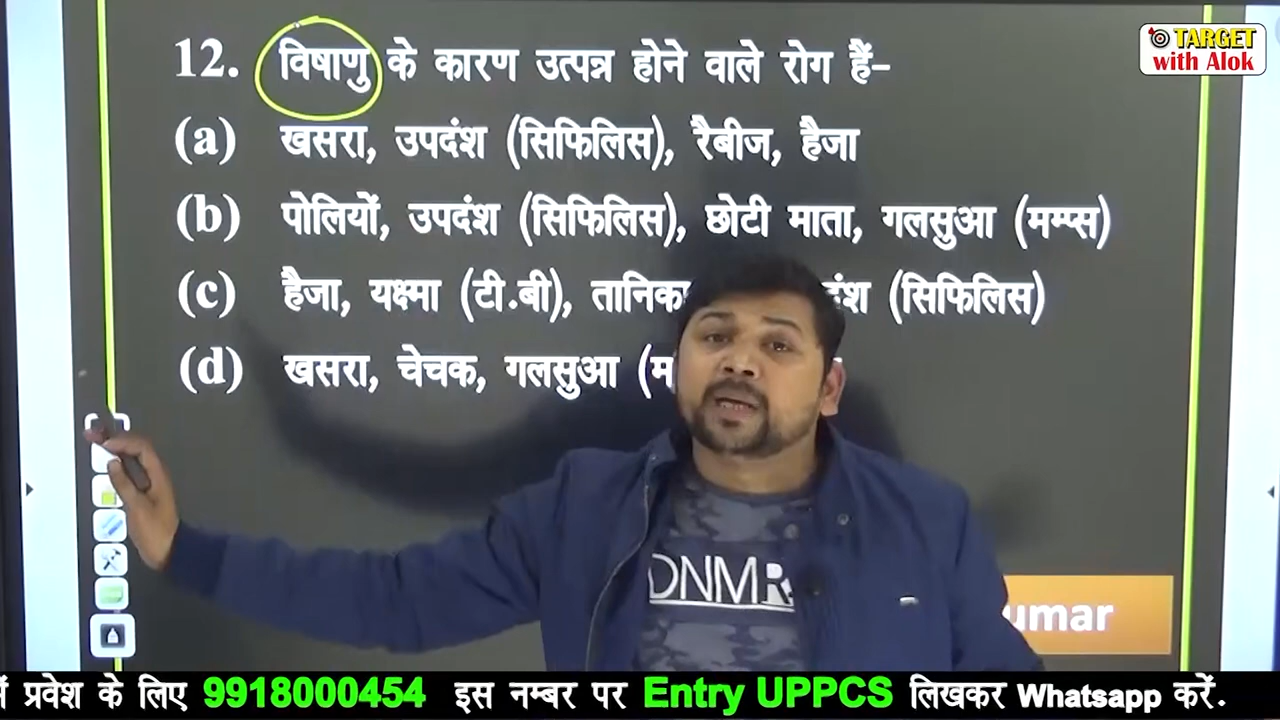 TARGET
with Alok
12. विषाणु के कारण उत्पन्न होने वाले रोग हैं-
(a) खसरा, उपदंश (सिफिलिस), रैबीज, हैजा
(b) पोलियों, उपदंश (सिफिलिस), छोटी माता, गलसुआ (मम्प्स)
(c) हैजा, यक्ष्मा (टी.बी), (सिफिलिस)
(d) खसरा, चेचक, गलसुआ
DNMR
प्रवेश के लिए 9918000454 इस नम्बर पर Entry UPPCS लिखकर Whatsapp करें.